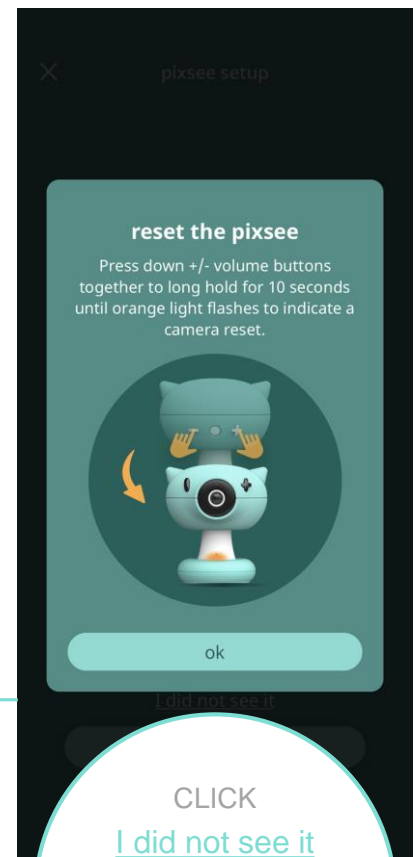 pixsee setup
reset the pixsee
Press down +/- volume buttons
together to long hold for 10 seconds
until orange light flashes to indicate a
camera reset.
ok
I did not see it
CLICK
I did not see it